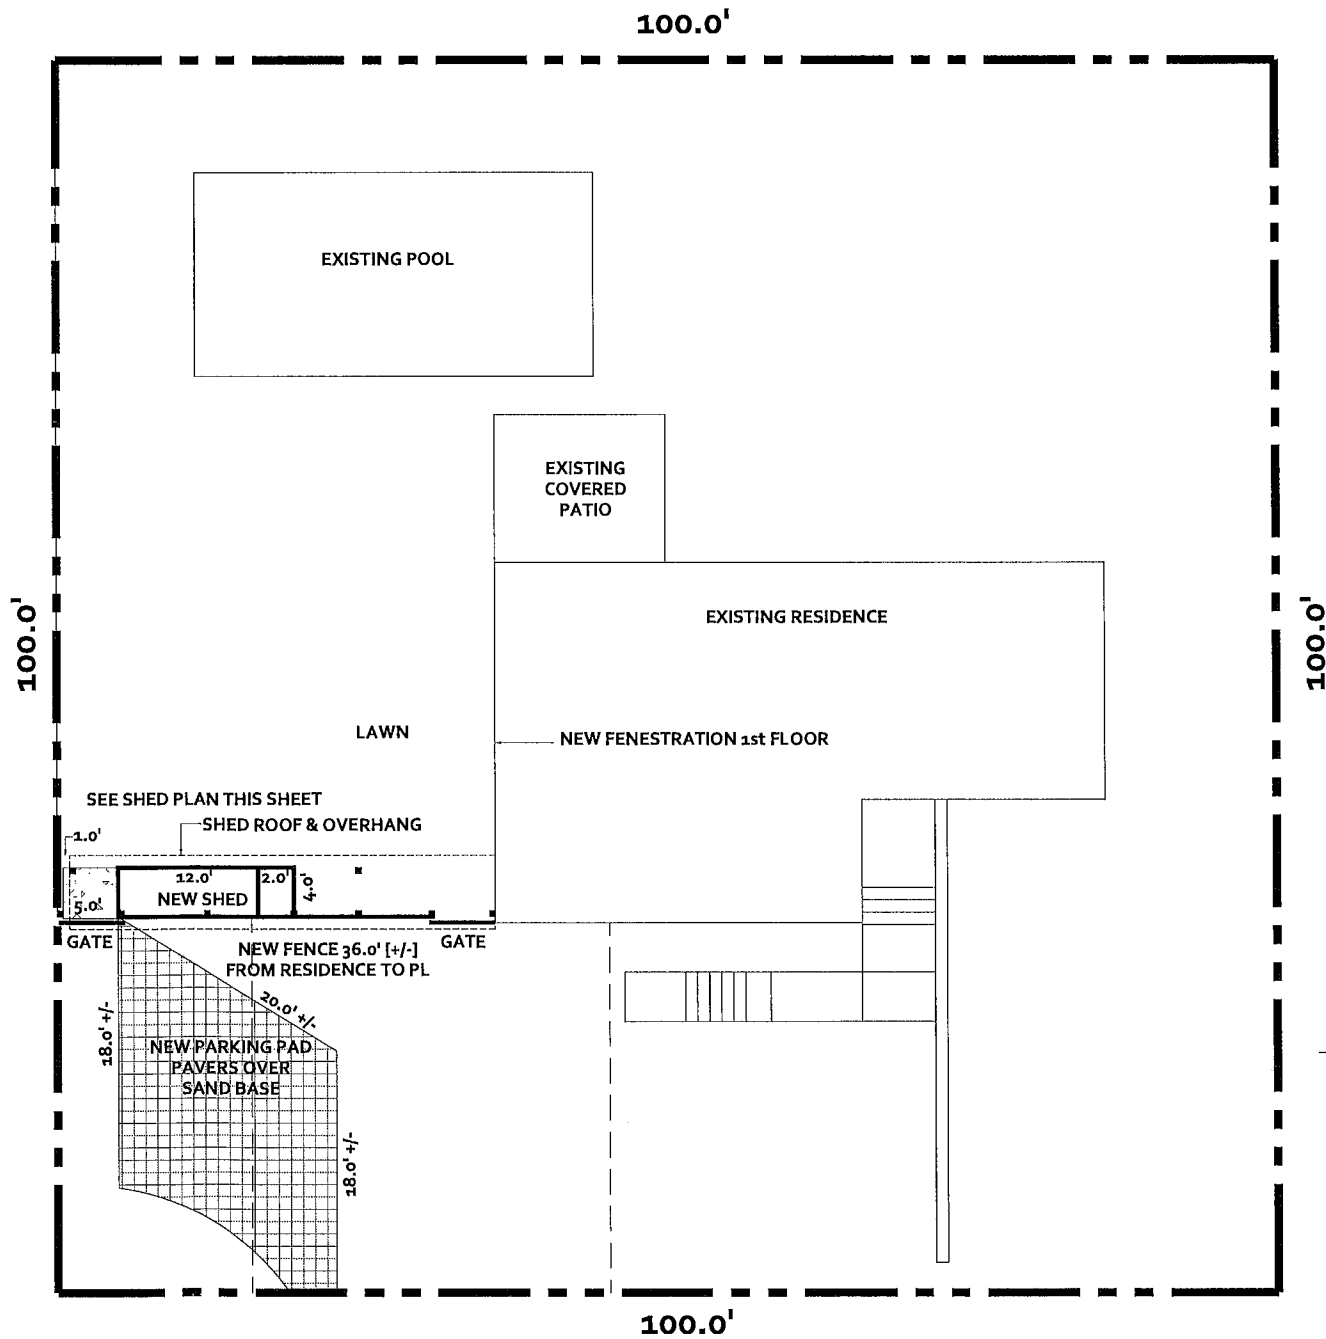 100.0'
EXISTING POOL
EXISTING
COVERED
PATIO
100.0'
100.0'
EXISTING RESIDENCE
LAWN
NEW FENESTRATION 1st FLOOR
SEE SHED PLAN THIS SHEET
SHED ROOF & OVERHANG
1.0'
12.0'
2.0'
4.0'
NEW SHED
5.0'
GATE
NEW FENCE 36.0' [+/-]
FROM RESIDENCE TO PL
GATE
20.0' +/-
18.0' +/-
NEW PARKING PAD
PAVERS OVER
SAND BASE
18.0' +/-
100.0'